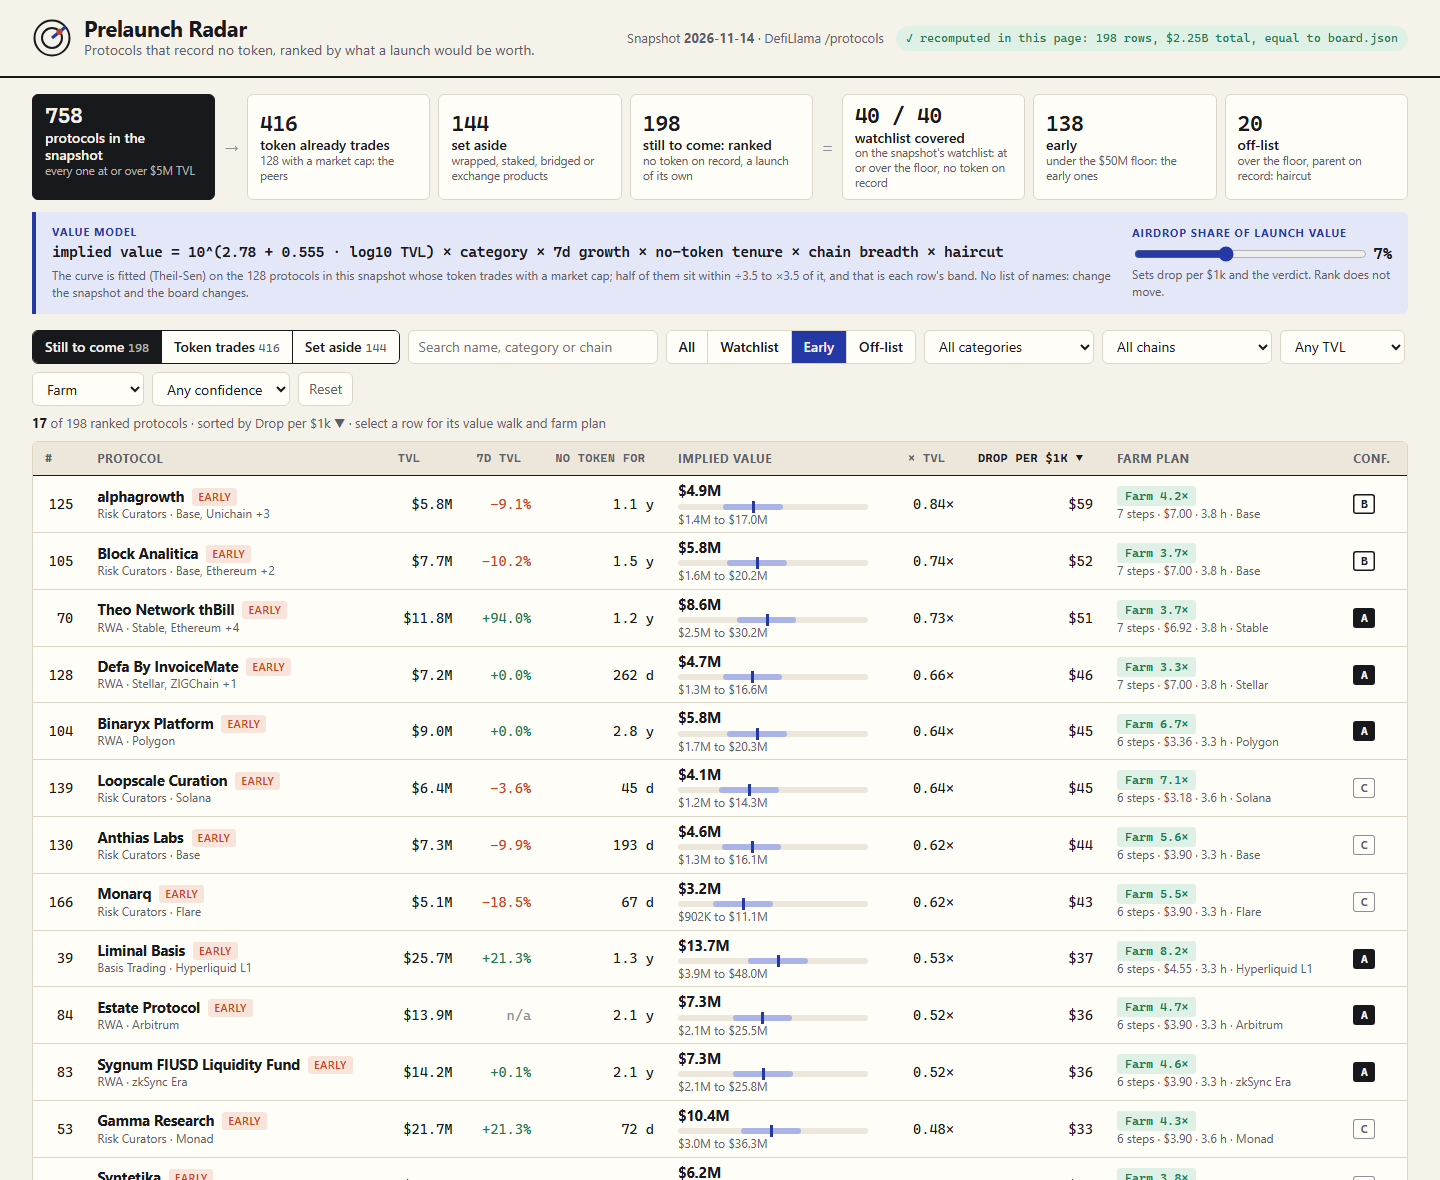 Prelaunch Radar
Protocols that record no token, ranked by what a launch would be worth.
Snapshot 2026-11-14 · DefiLlama /protocols
✓ recomputed in this page: 198 rows, $2.25B total, equal to board.json
758
protocols in the
snapshot
every one at or over $5M TVL
→
416
token already trades
128 with a market cap: the
peers
144
set aside
wrapped, staked, bridged or
exchange products
198
still to come: ranked
no token on record, a launch
of its own
=
40 / 40
watchlist covered
on the snapshot's watchlist: at
or over the floor, no token on
record
138
early
under the $50M floor: the
early ones
20
off-list
over the floor, parent on
record: haircut
VALUE MODEL
implied value = 10^(2.78 + 0.555 · log10 TVL) × category × 7d growth × no-token tenure × chain breadth × haircut
The curve is fitted (Theil-Sen) on the 128 protocols in this snapshot whose token trades with a market cap; half of them sit within ÷3.5 to ×3.5 of it, and that is each row's band. No list of names: change
the snapshot and the board changes.
AIRDROP SHARE OF LAUNCH VALUE
7%
Sets drop per $1k and the verdict. Rank does not
move.
Still to come 198
Token trades 416
Set aside 144
Search name, category or chain
All
Watchlist
Early
Off-list
All categories
All chains
Any TVL
Farm
Any confidence
Reset
17 of 198 ranked protocols · sorted by Drop per $1k ▼ · select a row for its value walk and farm plan
# PROTOCOL TVL 7D TVL NO TOKEN FOR IMPLIED VALUE × TVL DROP PER $1K ▼ FARM PLAN CONF.
125 alphagrowth EARLY $5.8M −9.1% 1.1 y $4.9M 0.84× $59 Farm 4.2× B
Risk Curators · Base, Unichain +3 $1.4M to $17.0M 7 steps · $7.00 · 3.8 h · Base
105 Block Analitica EARLY $7.7M −10.2% 1.5 y $5.8M 0.74× $52 Farm 3.7× B
Risk Curators · Base, Ethereum +2 $1.6M to $20.2M 7 steps · $7.00 · 3.8 h · Base
70 Theo Network thBill EARLY $11.8M +94.0% 1.2 y $8.6M 0.73× $51 Farm 3.7× A
RWA · Stable, Ethereum +4 $2.5M to $30.2M 7 steps · $6.92 · 3.8 h · Stable
128 Defa By InvoiceMate EARLY $7.2M +0.0% 262 d $4.7M 0.66× $46 Farm 3.3× A
RWA · Stellar, ZIGChain +1 $1.3M to $16.6M 7 steps · $7.00 · 3.8 h · Stellar
104 Binaryx Platform EARLY $9.0M +0.0% 2.8 y $5.8M 0.64× $45 Farm 6.7× A
RWA · Polygon $1.7M to $20.3M 6 steps · $3.36 · 3.3 h · Polygon
139 Loopscale Curation EARLY $6.4M −3.6% 45 d $4.1M 0.64× $45 Farm 7.1× C
Risk Curators · Solana $1.2M to $14.3M 6 steps · $3.18 · 3.6 h · Solana
130 Anthias Labs EARLY $7.3M −9.9% 193 d $4.6M 0.62× $44 Farm 5.6× C
Risk Curators · Base $1.3M to $16.1M 6 steps · $3.90 · 3.3 h · Base
166 Monarq EARLY $5.1M −18.5% 67 d $3.2M 0.62× $43 Farm 5.5× C
Risk Curators · Flare $902K to $11.1M 6 steps · $3.90 · 3.3 h · Flare
39 Liminal Basis EARLY $25.7M +21.3% 1.3 y $13.7M 0.53× $37 Farm 8.2× A
Basis Trading · Hyperliquid L1 $3.9M to $48.0M 6 steps · $4.55 · 3.3 h · Hyperliquid L1
84 Estate Protocol EARLY $13.9M n/a 2.1 y $7.3M 0.52× $36 Farm 4.7× A
RWA · Arbitrum $2.1M to $25.5M 6 steps · $3.90 · 3.3 h · Arbitrum
83 Sygnum FIUSD Liquidity Fund EARLY $14.2M +0.1% 2.1 y $7.3M 0.52× $36 Farm 4.6× A
RWA · zkSync Era $2.1M to $25.8M 6 steps · $3.90 · 3.3 h · zkSync Era
53 Gamma Research EARLY $21.7M +21.3% 72 d $10.4M 0.48× $33 Farm 4.3× C
Risk Curators · Monad $3.0M to $36.3M 6 steps · $3.90 · 3.6 h · Monad
Syntetika EARLY $6.2M Farm 3.8×